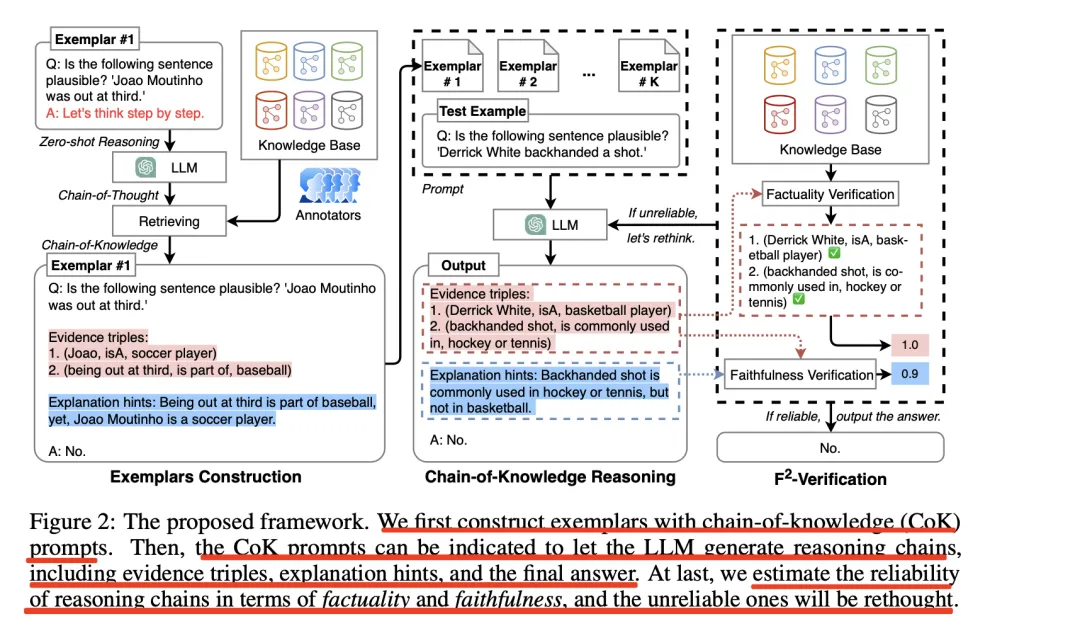 Exemplar #1
Q: Is the following sentence
plausible? 'Joao Moutinho
was out at third.'
A: Let's think step by step.
Zero-shot Reasoning
LLM
Chain-of-Thought
Retrieving
Chain-of-Knowledge
Knowledge Base
Annotators
Exemplar #1
Q: Is the following sentence plausible? 'Joao Moutinho
was out at third.'
Evidence triples:
1. (Joao, isA, soccer player)
2. (being out at third, is part of, baseball)
Explanation hints: Being out at third is part of baseball,
yet, Joao Moutinho is a soccer player.
A: No.
Exemplars Construction
Exemplar
# 1
Exemplar
# 2
...
Exemplar
# K
Test Example
Q: Is the following sentence plausible?
'Derrick White backhanded a shot.'
Prompt
LLM
If unreliable,
let's rethink.
Output
Evidence triples:
1. (Derrick White, isA, basketball player)
2. (backhanded shot, is commonly used
in, hockey or tennis)
Explanation hints: Backhanded shot is
commonly used in hockey or tennis, but
not in basketball.
A: No.
Chain-of-Knowledge Reasoning
Knowledge Base
Factuality Verification
1. (Derrick White, isA, bask-
etball player)
2. (backhanded shot, is co-
mmonly used in, hockey or
tennis)
1.0
Faithfulness Verification
0.9
If reliable, output the answer.
No.
F²-Verification
Figure 2: The proposed framework. We first construct exemplars with chain-of-knowledge (CoK)
prompts. Then, the CoK prompts can be indicated to let the LLM generate reasoning chains,
including evidence triples, explanation hints, and the final answer. At last, we estimate the reliability
of reasoning chains in terms of factuality and faithfulness, and the unreliable ones will be rethought.